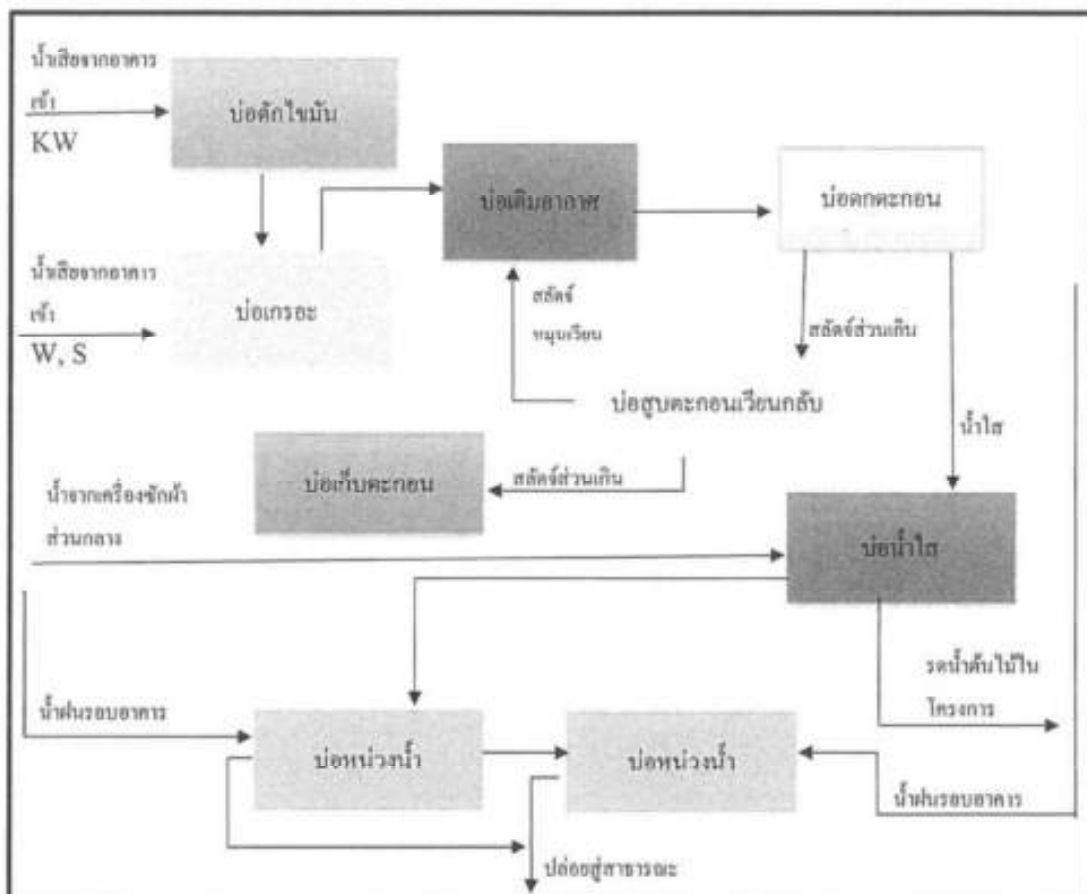 น้ำเสียจากอาคาร
เข้า
KW
บ่อดักไขมัน
บ่อเติมอากาศ
บ่อตกตะกอน
น้ำเสียจากอาคาร
เข้า
W, S
บ่อเกรอะ
สลัดจ์
หมุนเวียน
สลัดจ์ส่วนเกิน
บ่อสูบตะกอนเวียนกลับ
น้ำใส
บ่อเก็บตะกอน
สลัดจ์ส่วนเกิน
น้ำจากเครื่องซักผ้า
ส่วนกลาง
บ่อน้ำใส
รดน้ำต้นไม้ใน
โครงการ
น้ำฝนรอบอาคาร
บ่อหน่วงน้ำ
บ่อหน่วงน้ำ
น้ำฝนรอบอาคาร
ปล่อยสู่สาธารณะ